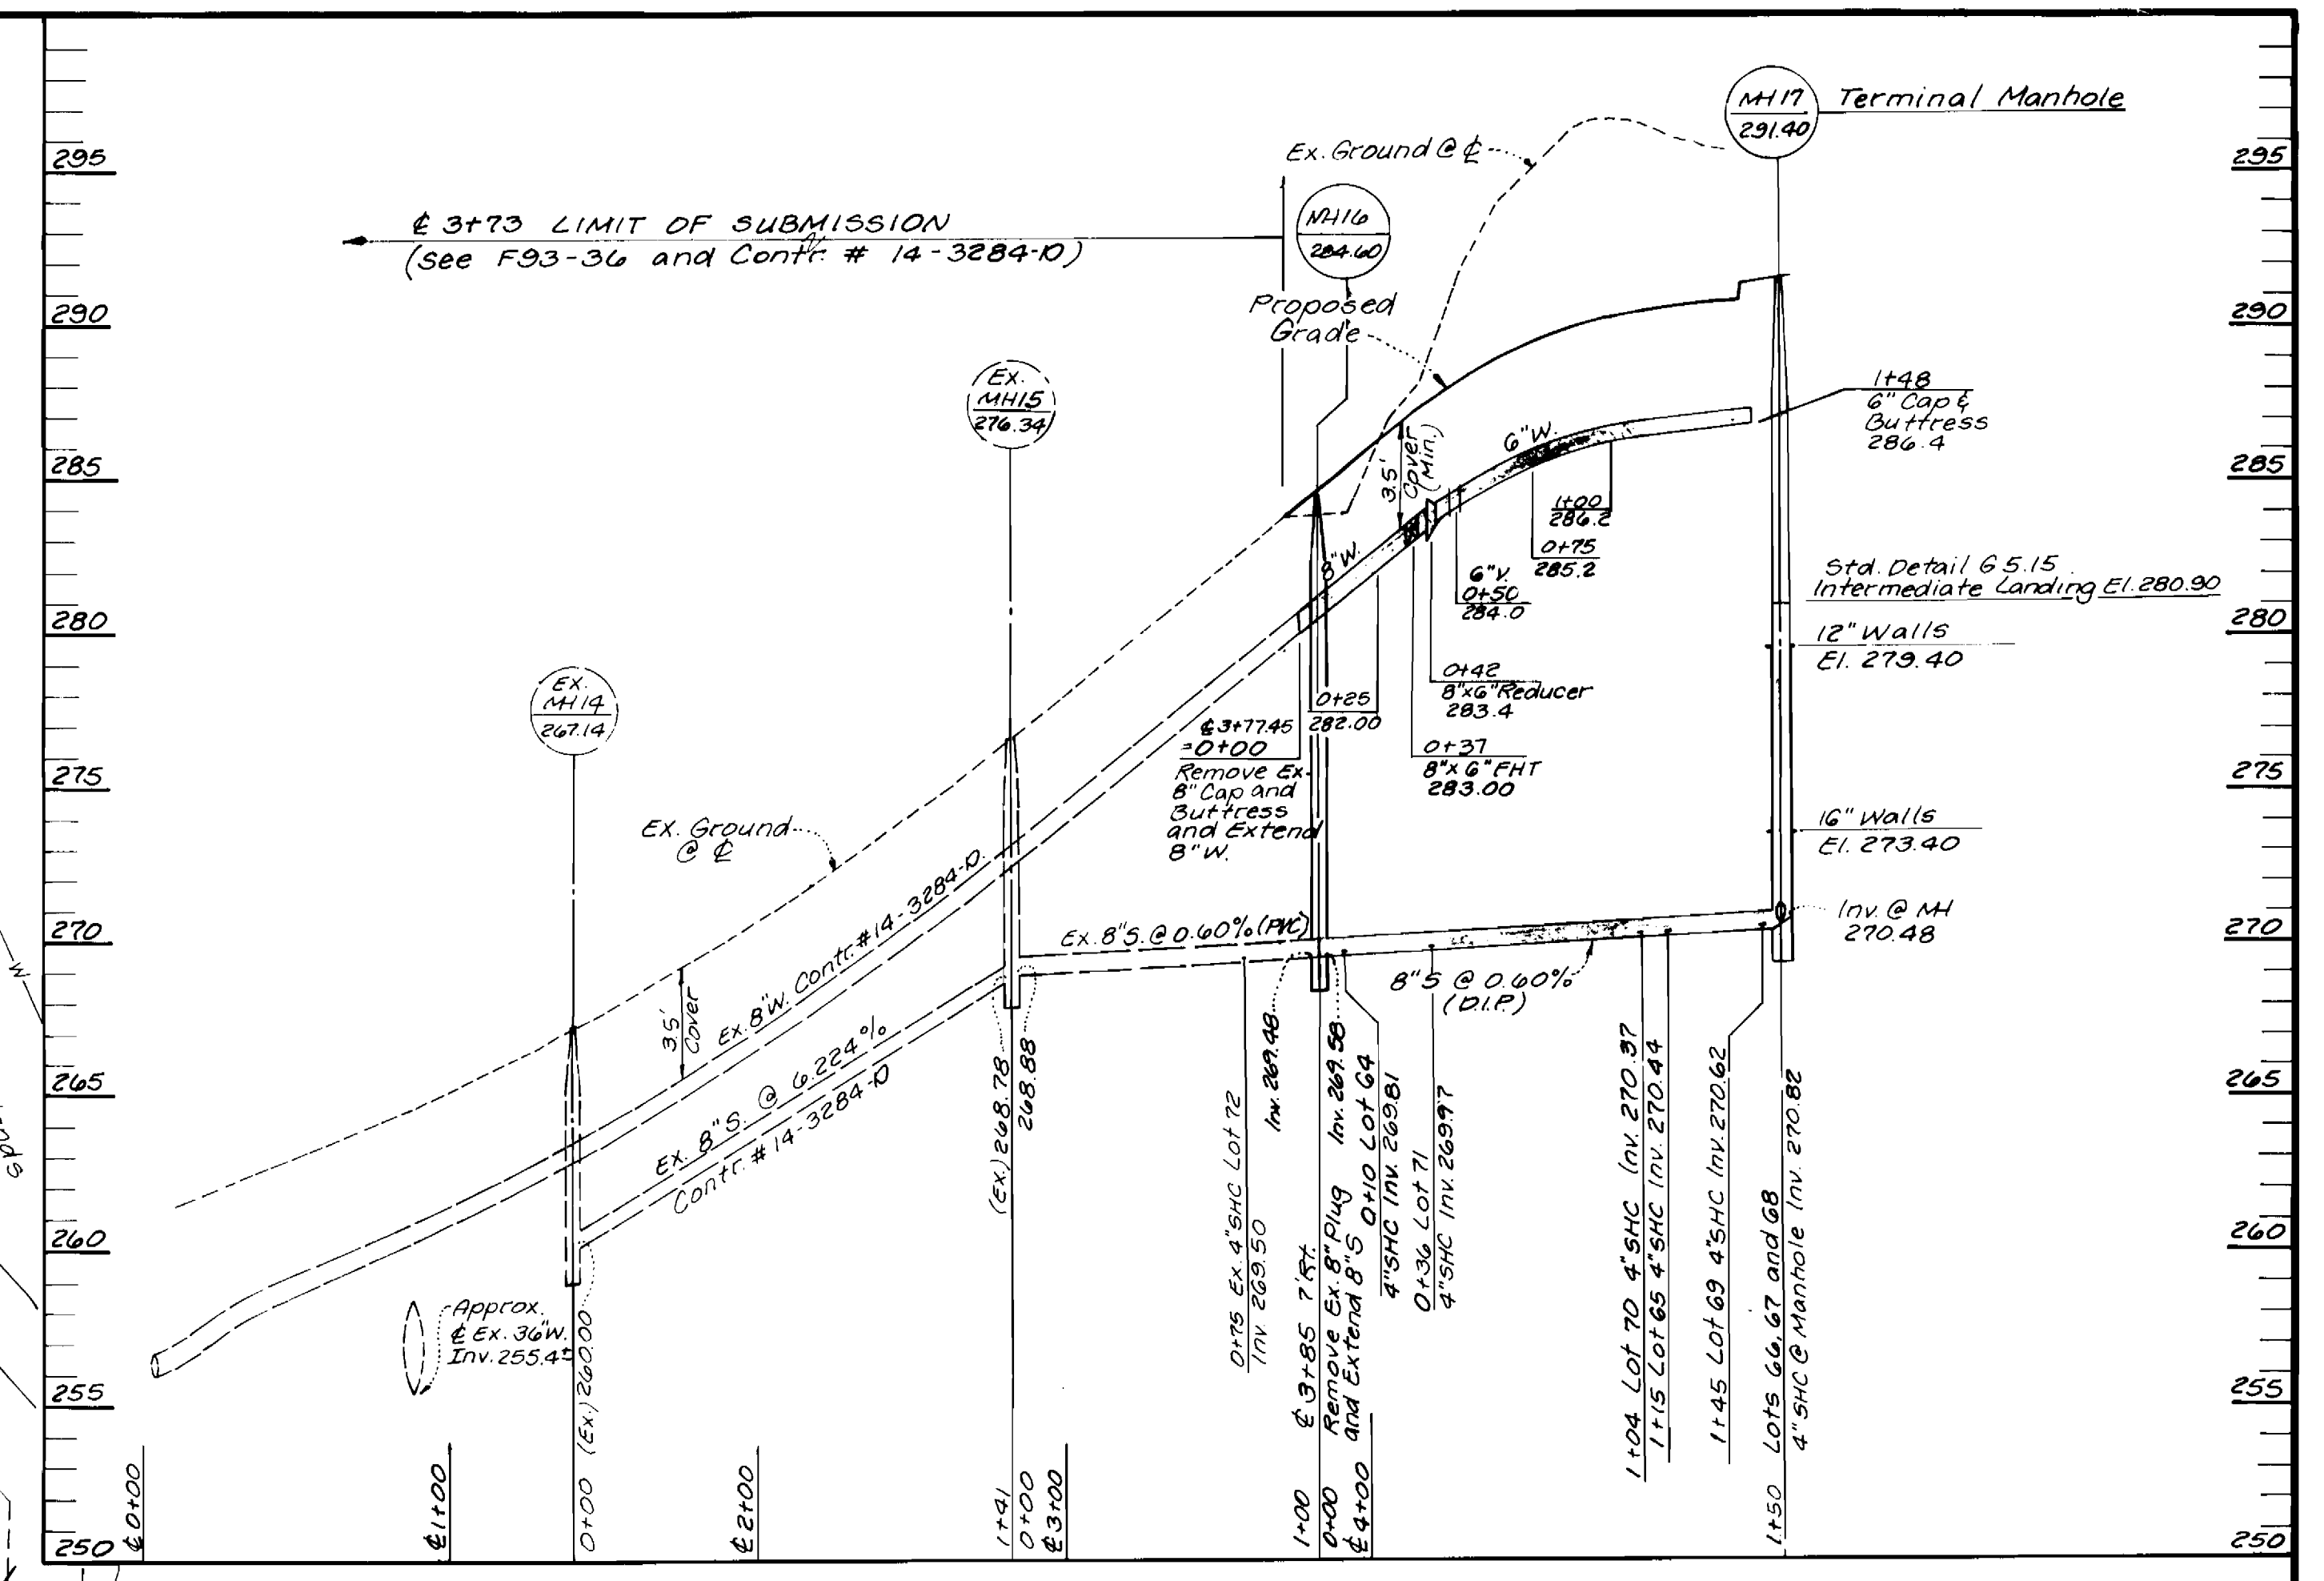 MH17
291.40
Terminal Manhole
Ex. Ground @ ℄
295
295
℄ 3+73 LIMIT OF SUBMISSION
(see F93-36 and Contr. # 14-3284-D)
MH16
284.60
Proposed
Grade
290
290
Ex.
MH15
276.34
1+48
6" Cap &
Buttress
286.4
6"W.
3.5'
Cover
(Min.)
285
285
1+00
286.2
0+75
285.2
8"W.
6"V.
0+50
284.0
Std. Detail G 5.15
Intermediate Landing El. 280.90
280
280
12" Walls
El. 279.40
Ex.
MH14
267.14
0+42
8"x6" Reducer
283.4
0+25
282.00
℄ 3+77.45
=0+00
Remove Ex.
8" Cap and
Buttress
and Extend
8"W.
0+37
8"x6" FHT
283.00
275
275
Ex. Ground
@ ℄
16" Walls
El. 273.40
Ex. 8"W. Contr. #14-3284-D.
270
270
Ex. 8"S. @ 0.60% (PVC)
Inv. @ MH
270.48
8"S @ 0.60%
(D.I.P.)
3.5'
Cover
Ex. 8"S. @ 6.224%
Contr. #14-3284-D
265
265
(Ex.) 268.78
268.88
0+75 Ex. 4"SHC Lot 72
Inv. 269.50
Inv. 269.48
Inv. 269.58
0+10 Lot 64
4"SHC Inv. 269.81
0+36 Lot 71
4"SHC Inv. 269.97
1+04 Lot 70 4"SHC Inv. 270.37
1+15 Lot 65 4"SHC Inv. 270.44
1+45 Lot 69 4"SHC Inv. 270.62
Lots 66, 67 and 68
4"SHC @ Manhole Inv. 270.82
260
260
Approx.
℄ Ex. 36"W.
Inv. 255.4±
(Ex.) 260.00
℄ 3+85 7' Rt.
Remove Ex. 8" Plug
and Extend 8"S
255
255
℄ 0+00
℄ 1+00
0+00
℄ 2+00
1+41
0+00
℄ 3+00
1+00
0+00
℄ 4+00
1+50
250
250
W